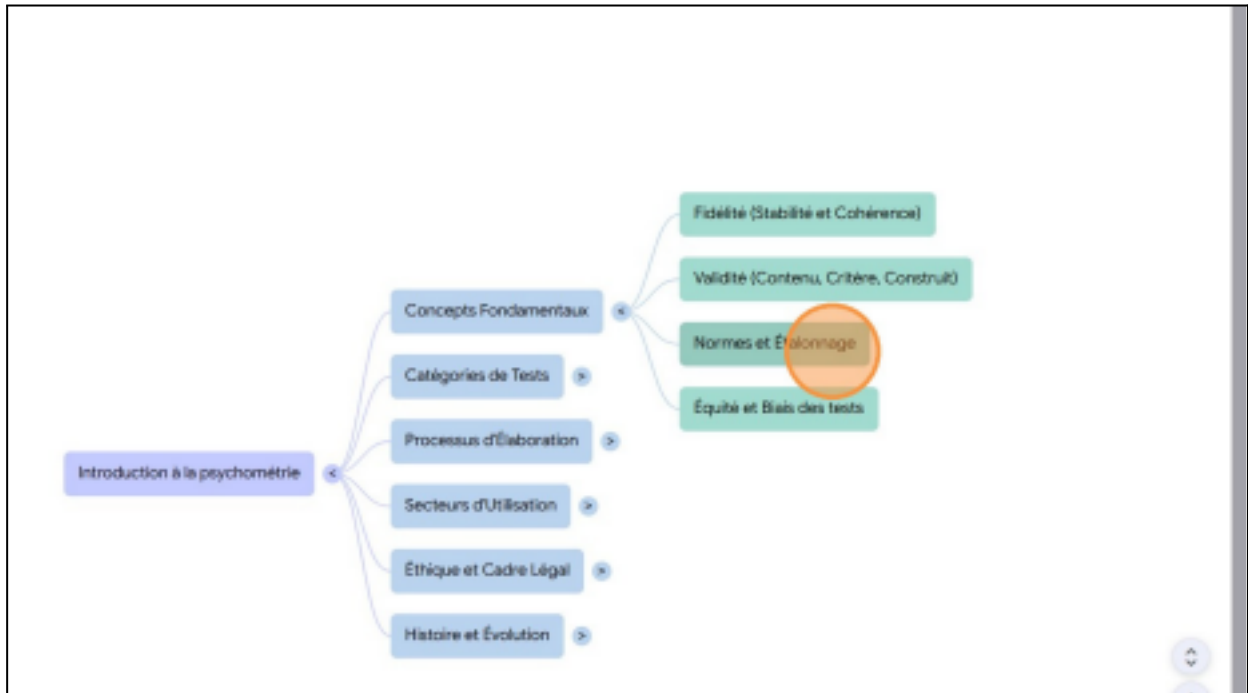 Introduction à la psychométrie
Concepts Fondamentaux
Fidélité (Stabilité et Cohérence)
Validité (Contenu, Critère, Construit)
Normes et Étalonnage
Équité et Biais des tests
Catégories de Tests
Processus d'Élaboration
Secteurs d'Utilisation
Éthique et Cadre Légal
Histoire et Évolution